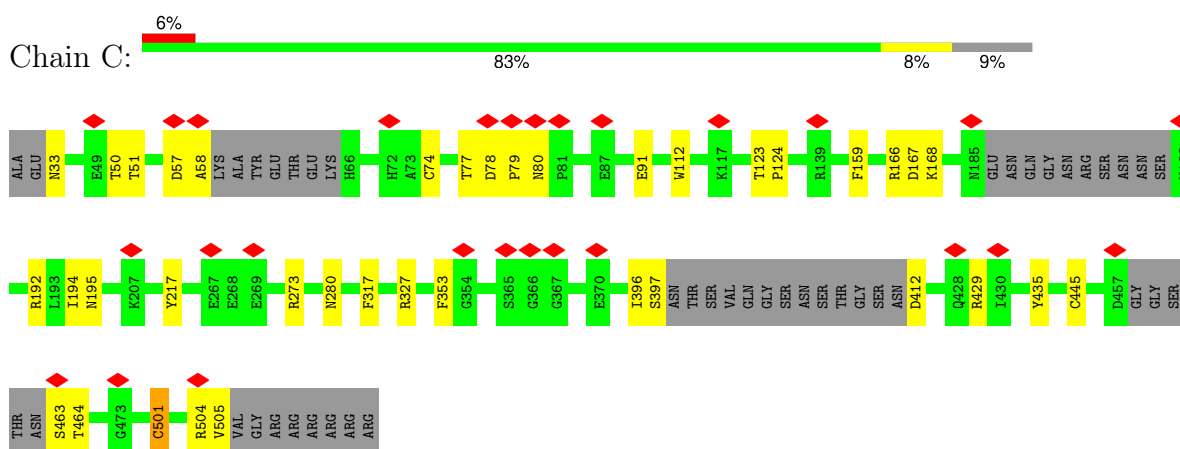 6%
Chain C:
83% 8% 9%
ALA GLU N33 E49 T50 T51 D57 A58 LYS ALA TYR GLU THR GLU LYS H66 H72 A73 C74 T77 D78 P79 N80 P81 E87 E91 W112 K117 T123 P124 R139 F159 R166 D167 K168 N185 GLU ASN GLN GLY ASN ARG SER ASN ASN SER
R192 L193 I194 N195 K207 Y217 E267 E268 E269 R273 N280 F317 R327 F353 G354 S365 G366 G367 E370 I396 S397 ASN THR SER VAL GLN GLY SER ASN SER THR GLY SER ASN D412 Q428 R429 I430 Y435 C445 D457 GLY GLY SER
THR ASN S463 T464 G473 C501 R504 V505 VAL GLY ARG ARG ARG ARG ARG ARG